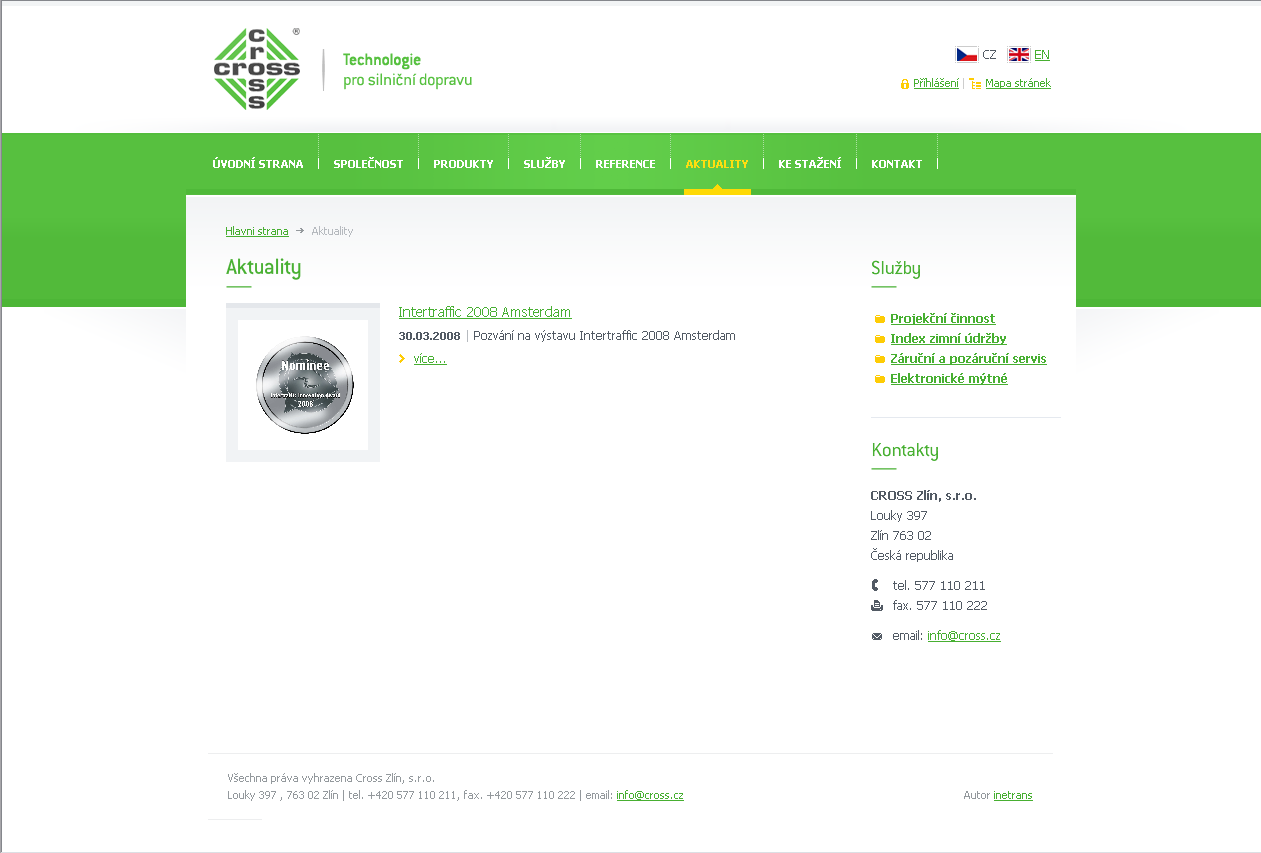 cross
cross
®
Technologie
pro silniční dopravu
CZ EN
Přihlášení | Mapa stránek
ÚVODNÍ STRANA SPOLEČNOST PRODUKTY SLUŽBY REFERENCE AKTUALITY KE STAŽENÍ KONTAKT
Hlavni strana → Aktuality
Aktuality
Nominee
Intertraffic Innovation Award
2008
Intertraffic 2008 Amsterdam
30.03.2008 | Pozvání na výstavu Intertraffic 2008 Amsterdam
více...
Služby
Projekční činnost
Index zimní údržby
Záruční a pozáruční servis
Elektronické mýtné
Kontakty
CROSS Zlín, s.r.o.
Louky 397
Zlín 763 02
Česká republika
tel. 577 110 211
fax. 577 110 222
email: info@cross.cz
Všechna práva vyhrazena Cross Zlín, s.r.o.
Louky 397 , 763 02 Zlín | tel. +420 577 110 211, fax. +420 577 110 222 | email: info@cross.cz
Autor inetrans